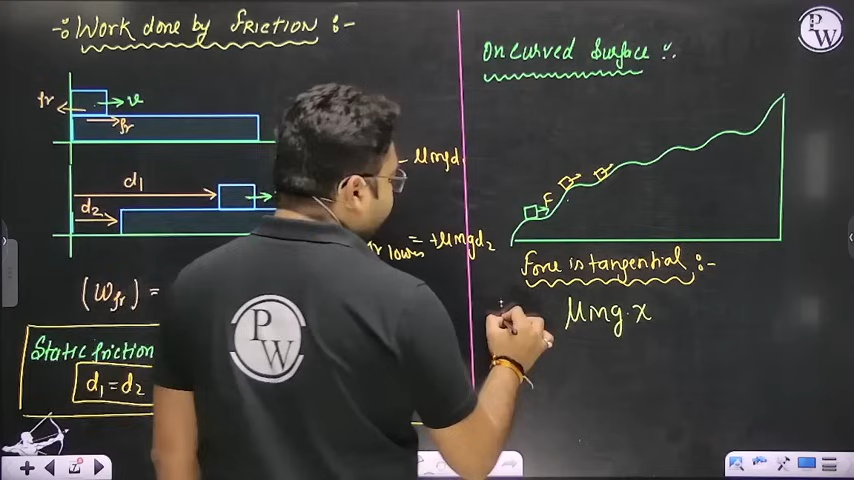 Work done by FRICTION :-
fr
v
fr
d1
d2
- μmgd
fr lower = +μmgd2
(Wfr) =
Static friction
d1 = d2
On Curved Surface :.
F
Force is tangential :-
μmg.x
PW
PW